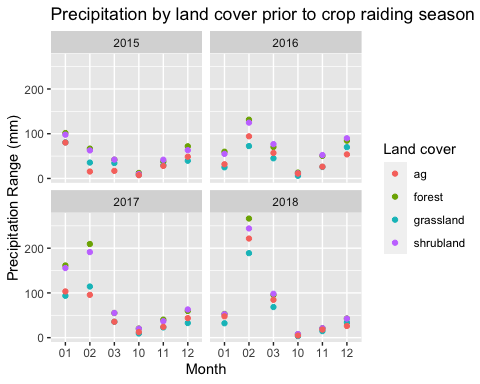 Precipitation by land cover prior to crop raiding season
2015
2016
200
100
0
2017
2018
200
100
0
01 02 03 10 11 12
01 02 03 10 11 12
Precipitation Range (mm)
Month
Land cover
ag
forest
grassland
shrubland